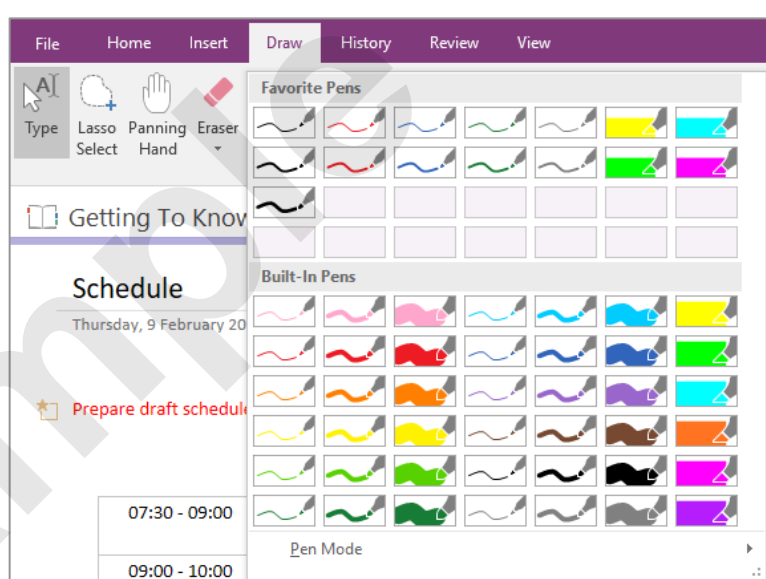 File Home Insert Draw History Review View
Type Lasso Select Panning Hand Eraser
Favorite Pens
Getting To Know
Built-In Pens
Schedule
Thursday, 9 February 20
Prepare draft schedule
07:30 - 09:00
Pen Mode
09:00 - 10:00